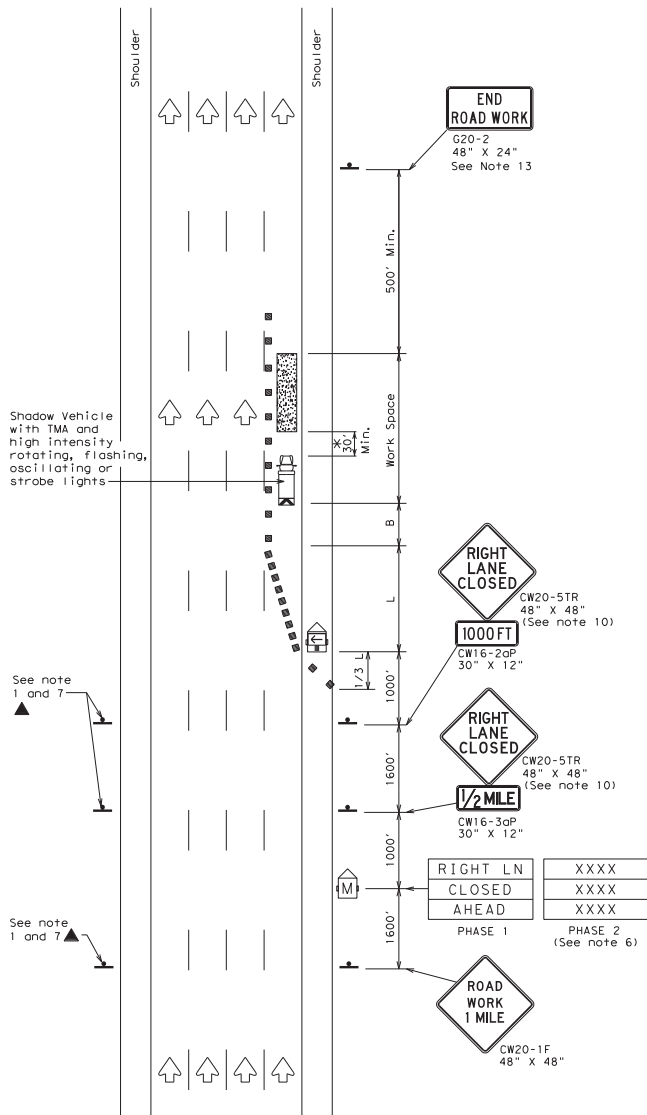 Shoulder
Shoulder
END
ROAD WORK
G20-2
48" X 24"
See Note 13
500' Min.
Shadow Vehicle
with TMA and
high intensity
rotating, flashing,
oscillating or
strobe lights
* 30'
Min.
Work Space
B
L
1/3 L
1000'
RIGHT
LANE
CLOSED
CW20-5TR
48" X 48"
(See note 10)
1000 FT
CW16-2aP
30" X 12"
See note
1 and 7
1600'
RIGHT
LANE
CLOSED
CW20-5TR
48" X 48"
(See note 10)
1/2 MILE
CW16-3aP
30" X 12"
1000'
M
RIGHT LN
CLOSED
AHEAD
PHASE 1
XXXX
XXXX
XXXX
PHASE 2
(See note 6)
1600'
See note
1 and 7
ROAD
WORK
1 MILE
CW20-1F
48" X 48"